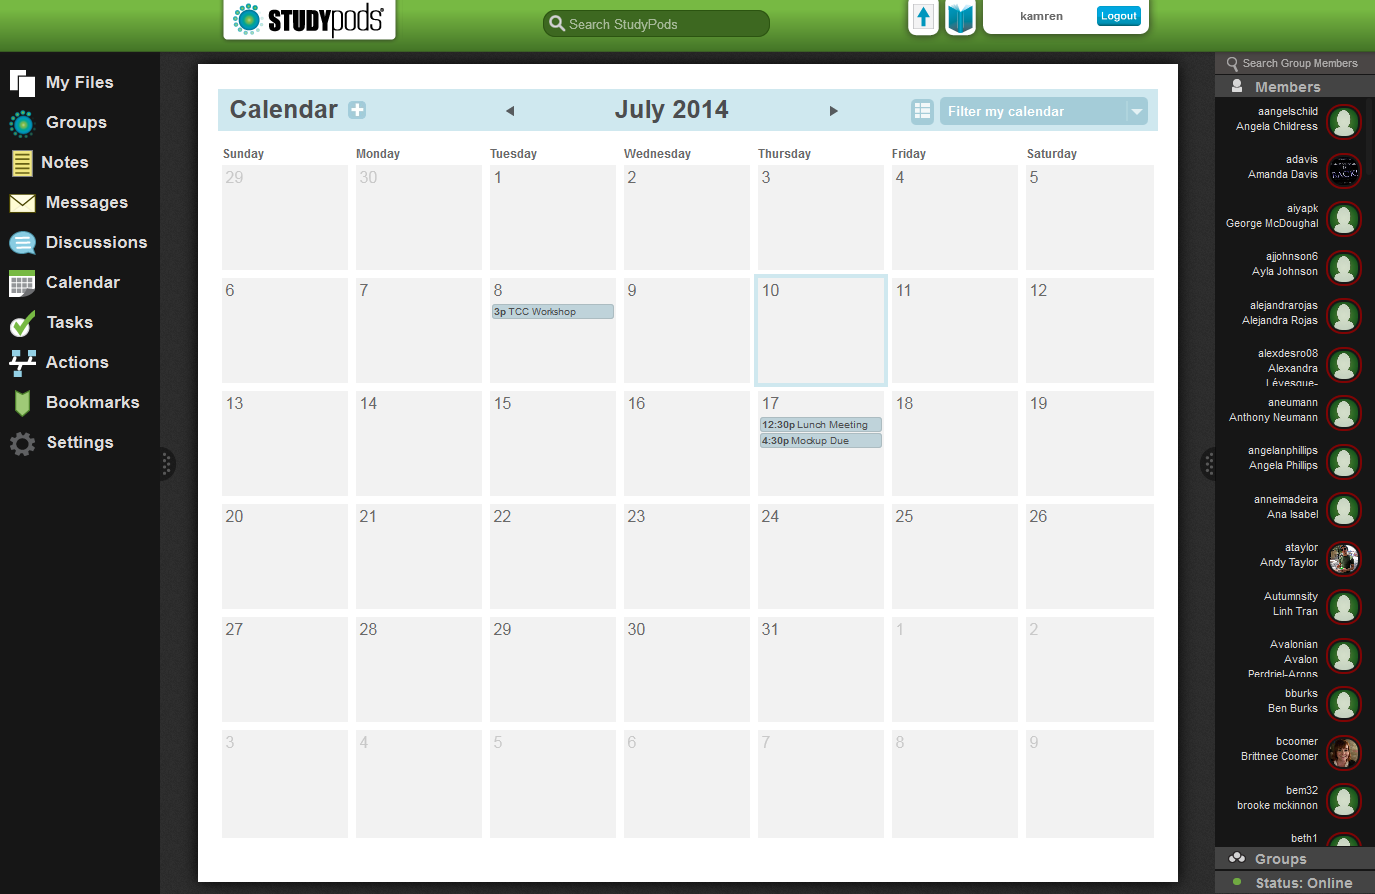 STUDYpods
Search StudyPods
kamren
Logout
My Files
Groups
Notes
Messages
Discussions
Calendar
Tasks
Actions
Bookmarks
Settings
Calendar
July 2014
Filter my calendar
Sunday Monday Tuesday Wednesday Thursday Friday Saturday
29 30 1 2 3 4 5
6 7 8 9 10 11 12
3p TCC Workshop
13 14 15 16 17 18 19
12:30p Lunch Meeting
4:30p Mockup Due
20 21 22 23 24 25 26
27 28 29 30 31 1 2
3 4 5 6 7 8 9
Search Group Members
Members
aangelschild
Angela Childress
adavis
Amanda Davis
aiyapk
George McDoughal
ajjohnson6
Ayla Johnson
alejandrarojas
Alejandra Rojas
alexdesro08
Alexandra
Lévesque-
aneumann
Anthony Neumann
angelanphillips
Angela Phillips
anneimadeira
Ana Isabel
ataylor
Andy Taylor
Autumnsity
Linh Tran
Avalonian
Avalon
Perdriel-Arons
bburks
Ben Burks
bcoomer
Brittnee Coomer
bem32
brooke mckinnon
beth1
Groups
Status: Online